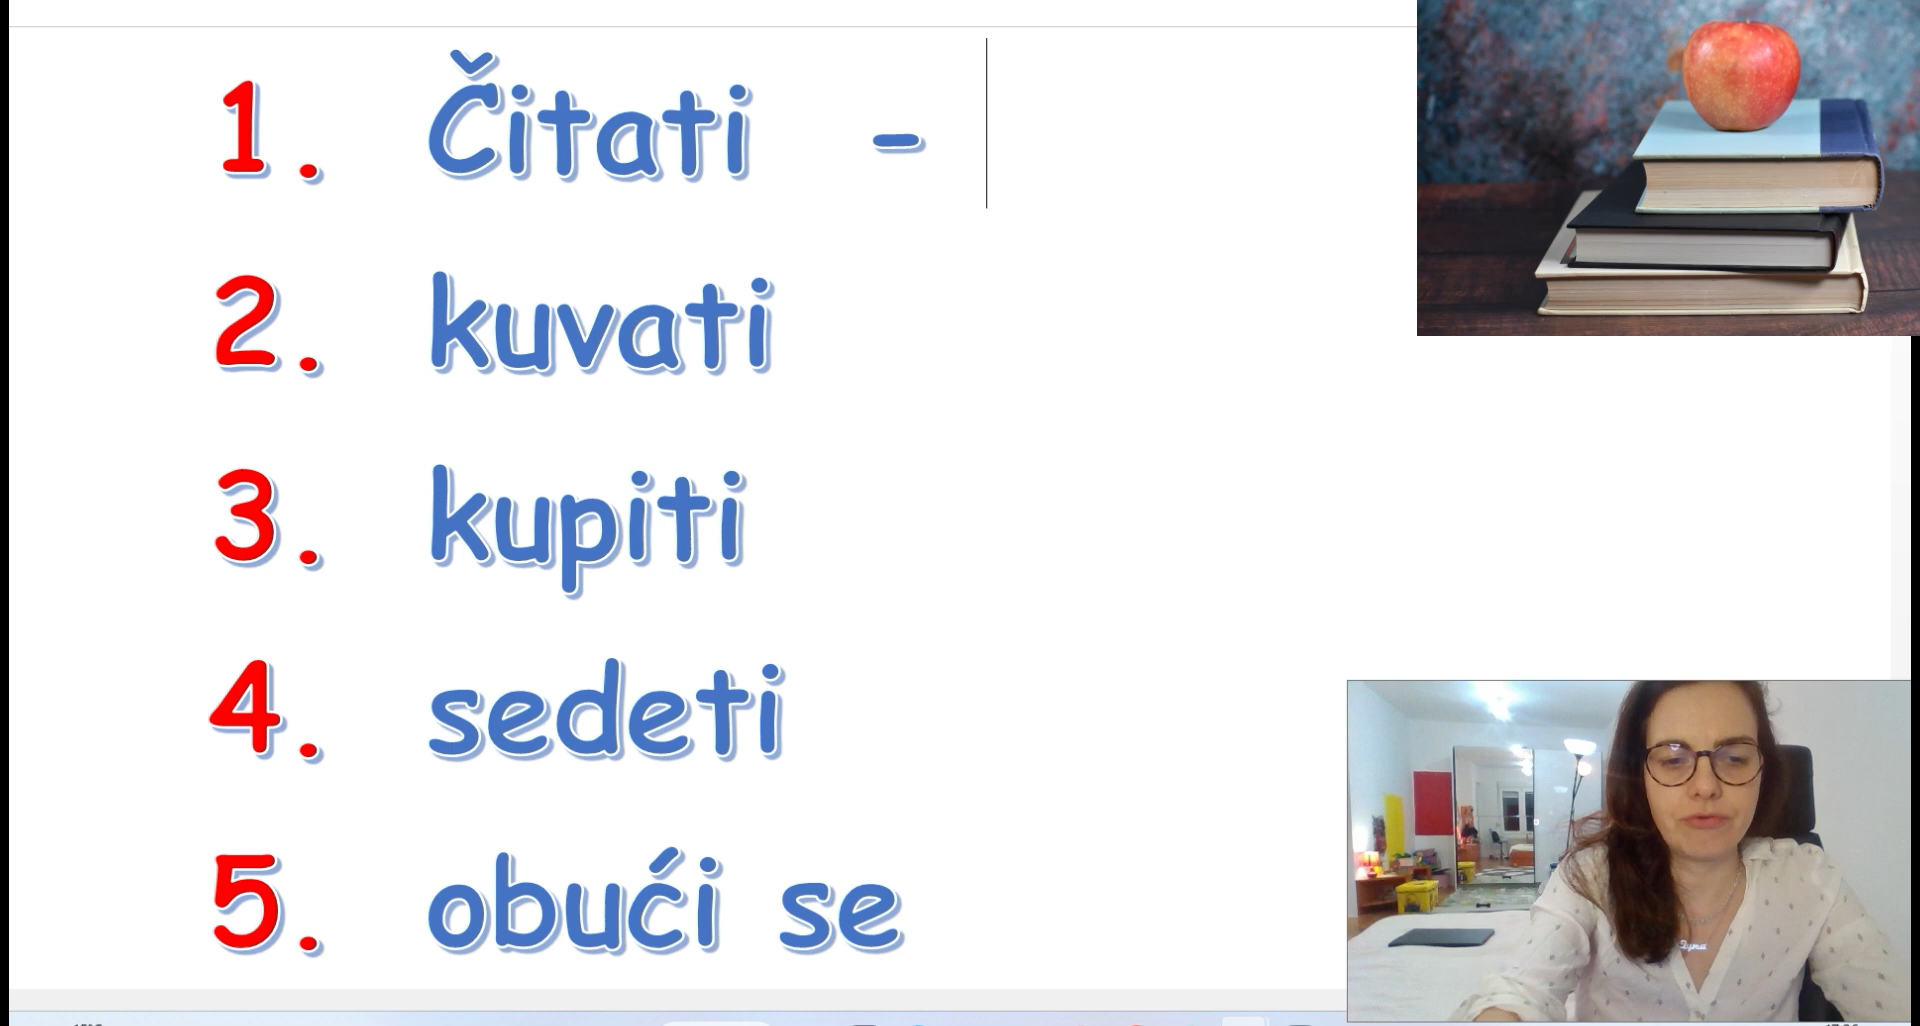 1. Čitati -
2. kuvati
3. kupiti
4. sedeti
5. obući se